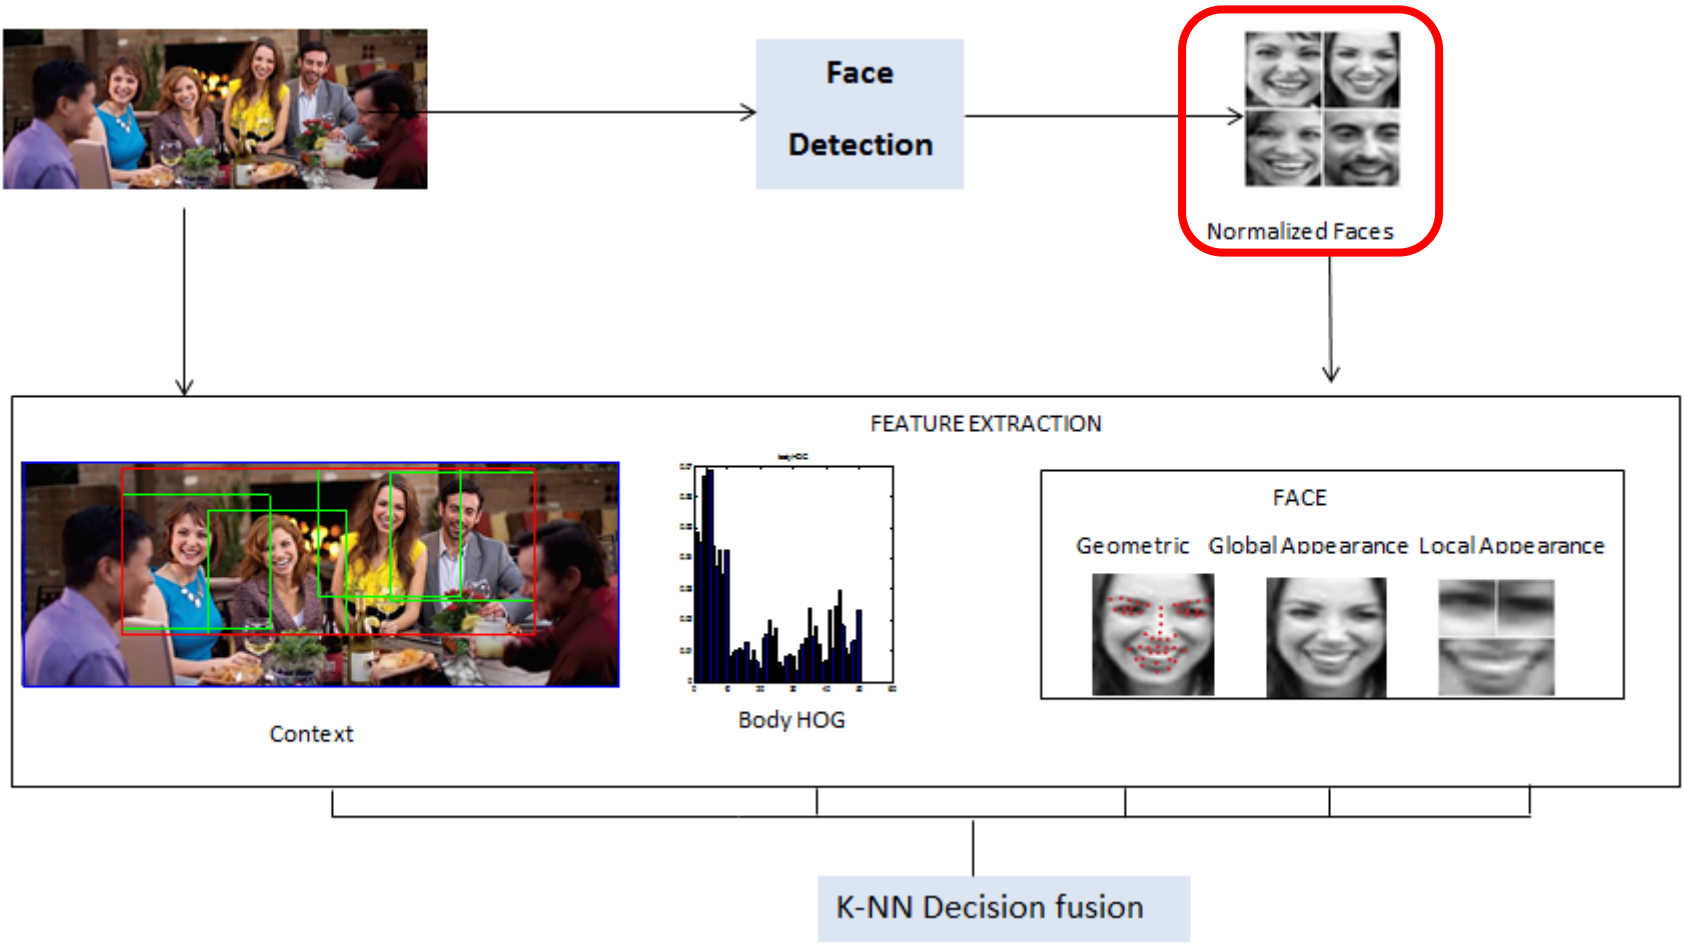 Face
Detection
Normalized Faces
FEATURE EXTRACTION
FACE
Geometric Global Appearance Local Appearance
Body HOG
Context
K-NN Decision fusion